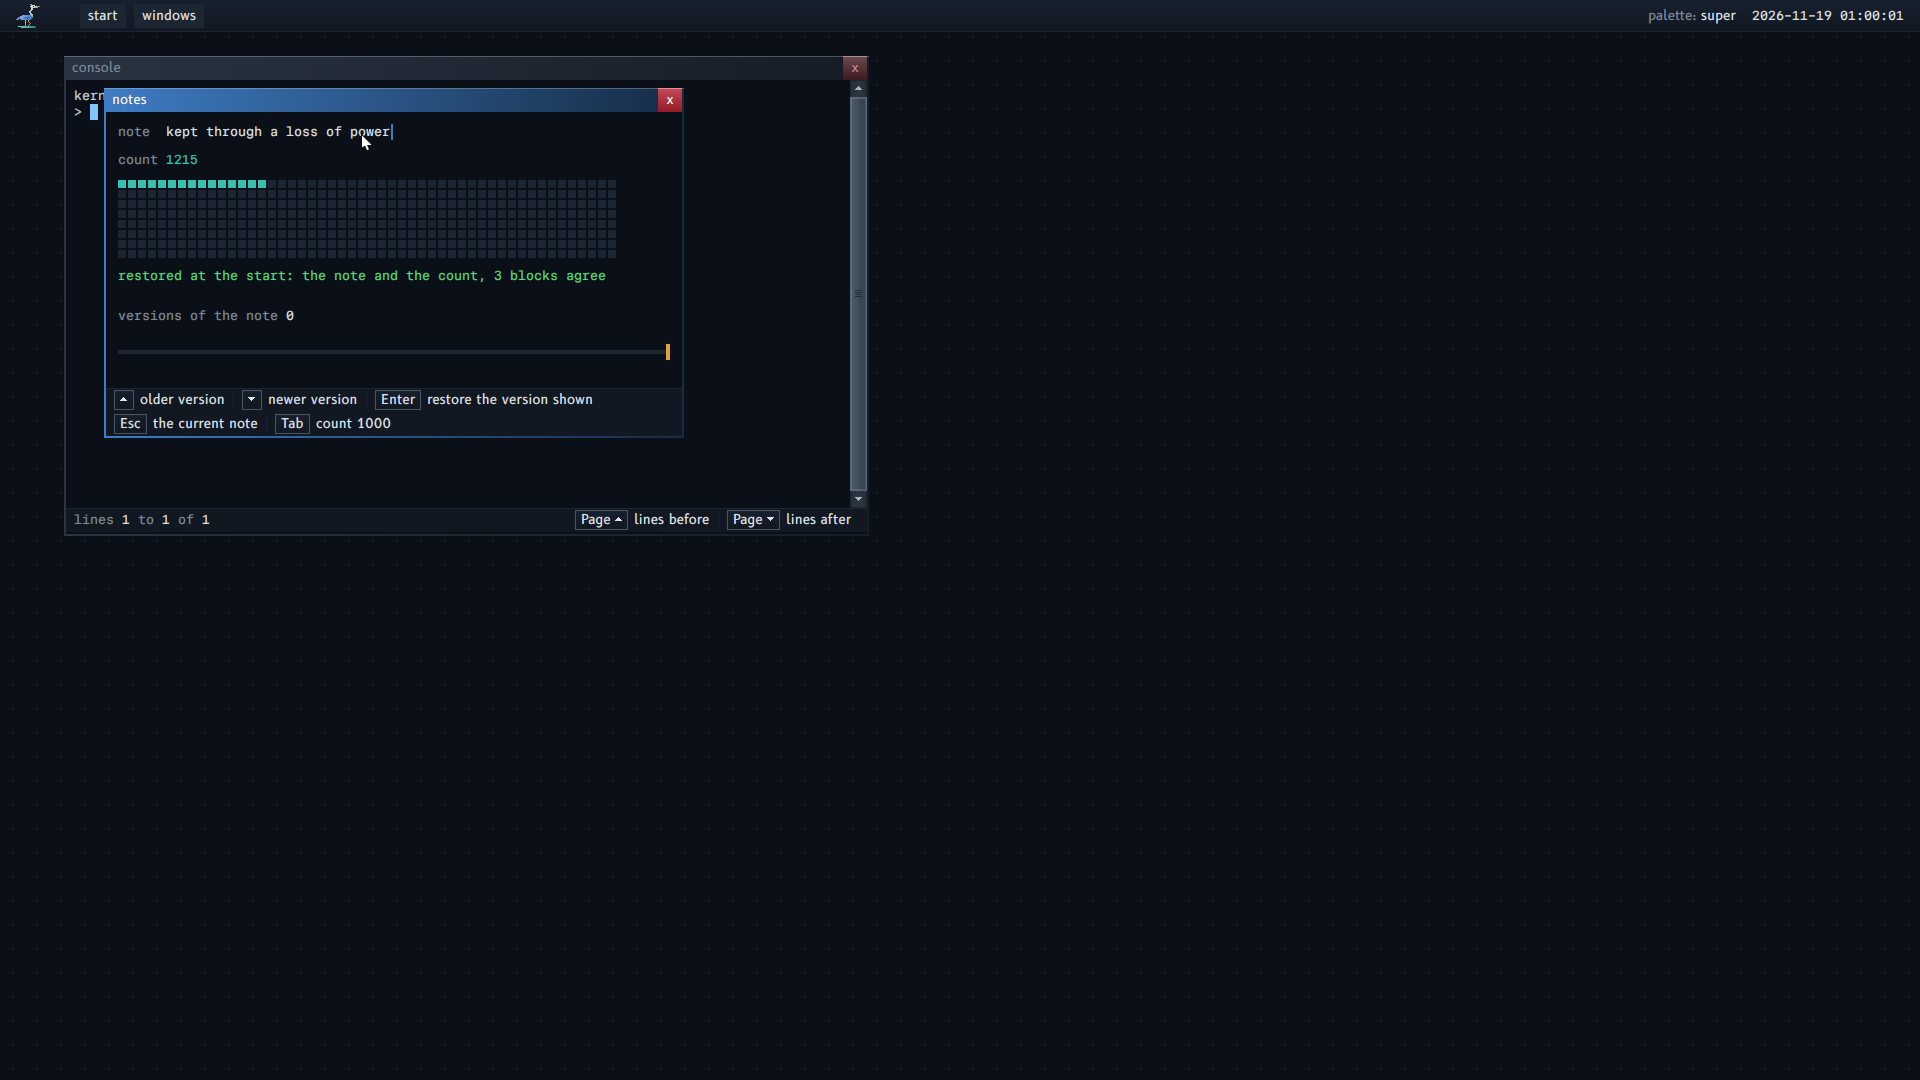 start windows palette: super 2026-11-19 01:00:01
console x
kern
>
notes x
note kept through a loss of power
count 1215
restored at the start: the note and the count, 3 blocks agree
versions of the note 0
older version newer version Enter restore the version shown
Esc the current note Tab count 1000
lines 1 to 1 of 1 Page lines before Page lines after